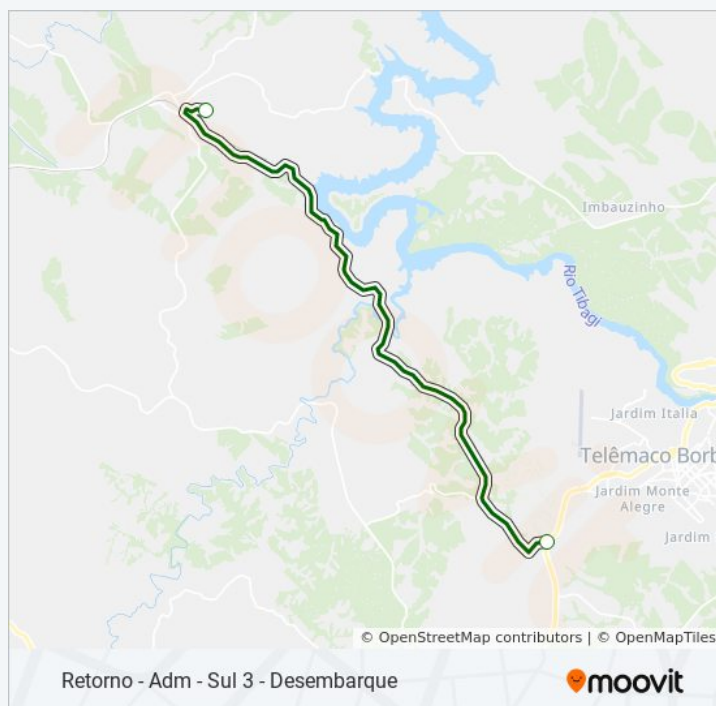 Imbauzinho
Rio Tibagi
Jardim Italia
Telêmaco Borb
Jardim Monte
Alegre
Jardim
© OpenStreetMap contributors | © OpenMapTiles
Retorno - Adm - Sul 3 - Desembarque
moovit